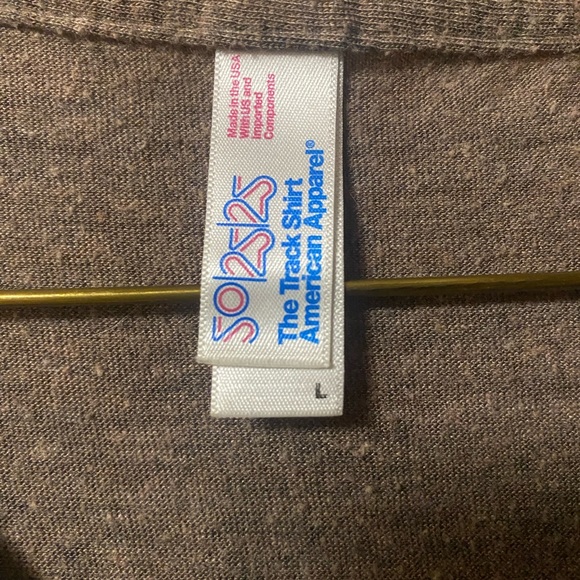 Made in the USA
With US and
Imported
Components
50/25/25
The Track Shirt
American Apparel®
L